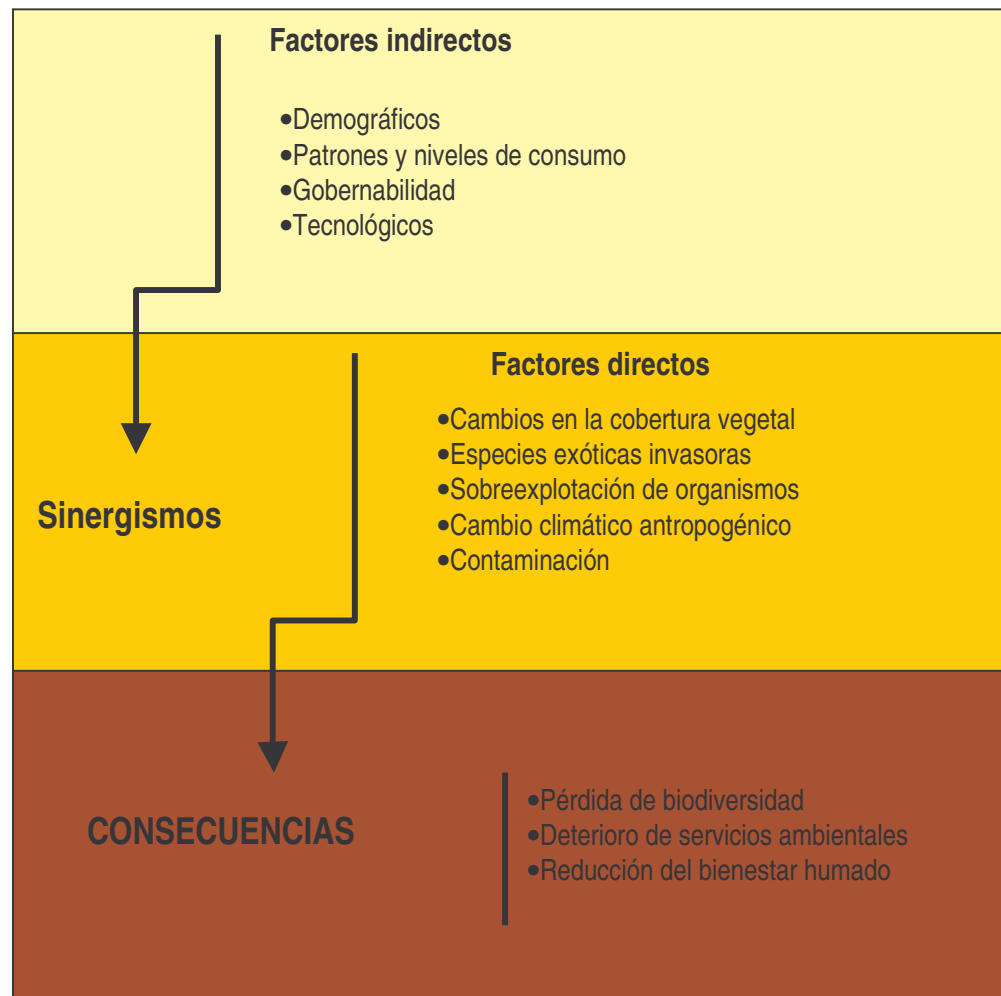 Factores indirectos
•Demográficos
•Patrones y niveles de consumo
•Gobernabilidad
•Tecnológicos
Factores directos
•Cambios en la cobertura vegetal
•Especies exóticas invasoras
•Sobreexplotación de organismos
•Cambio climático antropogénico
•Contaminación
Sinergismos
CONSECUENCIAS
•Pérdida de biodiversidad
•Deterioro de servicios ambientales
•Reducción del bienestar humado